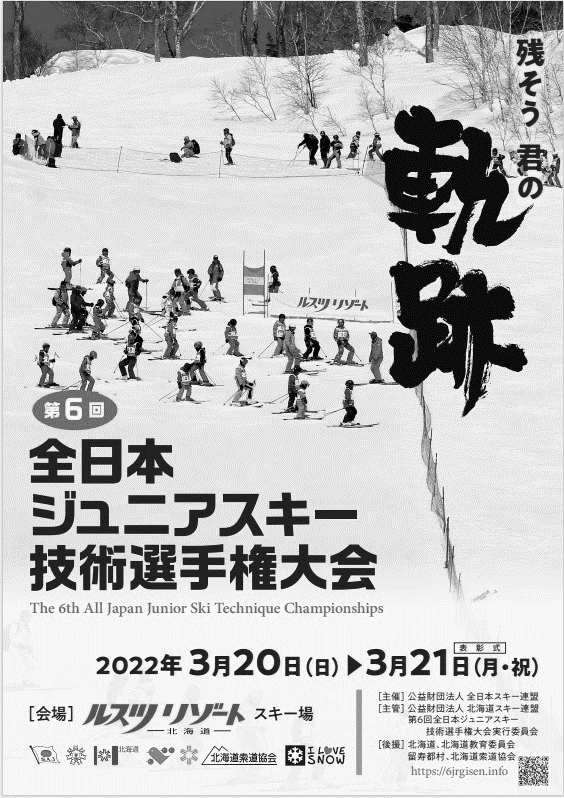 残そう 君の
軌跡
ルスツ リゾート
第6回
全日本
ジュニアスキー
技術選手権大会
The 6th All Japan Junior Ski Technique Championships
表彰式
2022年 3月20日(日)▶3月21日(月・祝)
[会場] ルスツ リゾート スキー場
北海道
[主催] 公益財団法人 全日本スキー連盟
[主管] 公益財団法人 北海道スキー連盟
第6回全日本ジュニアスキー
技術選手権大会実行委員会
[後援] 北海道、北海道教育委員会
留寿都村、北海道索道協会
https://6jrgisen.info
S.A.J.
北海道
北海道索道協会
I LOVE
SNOW